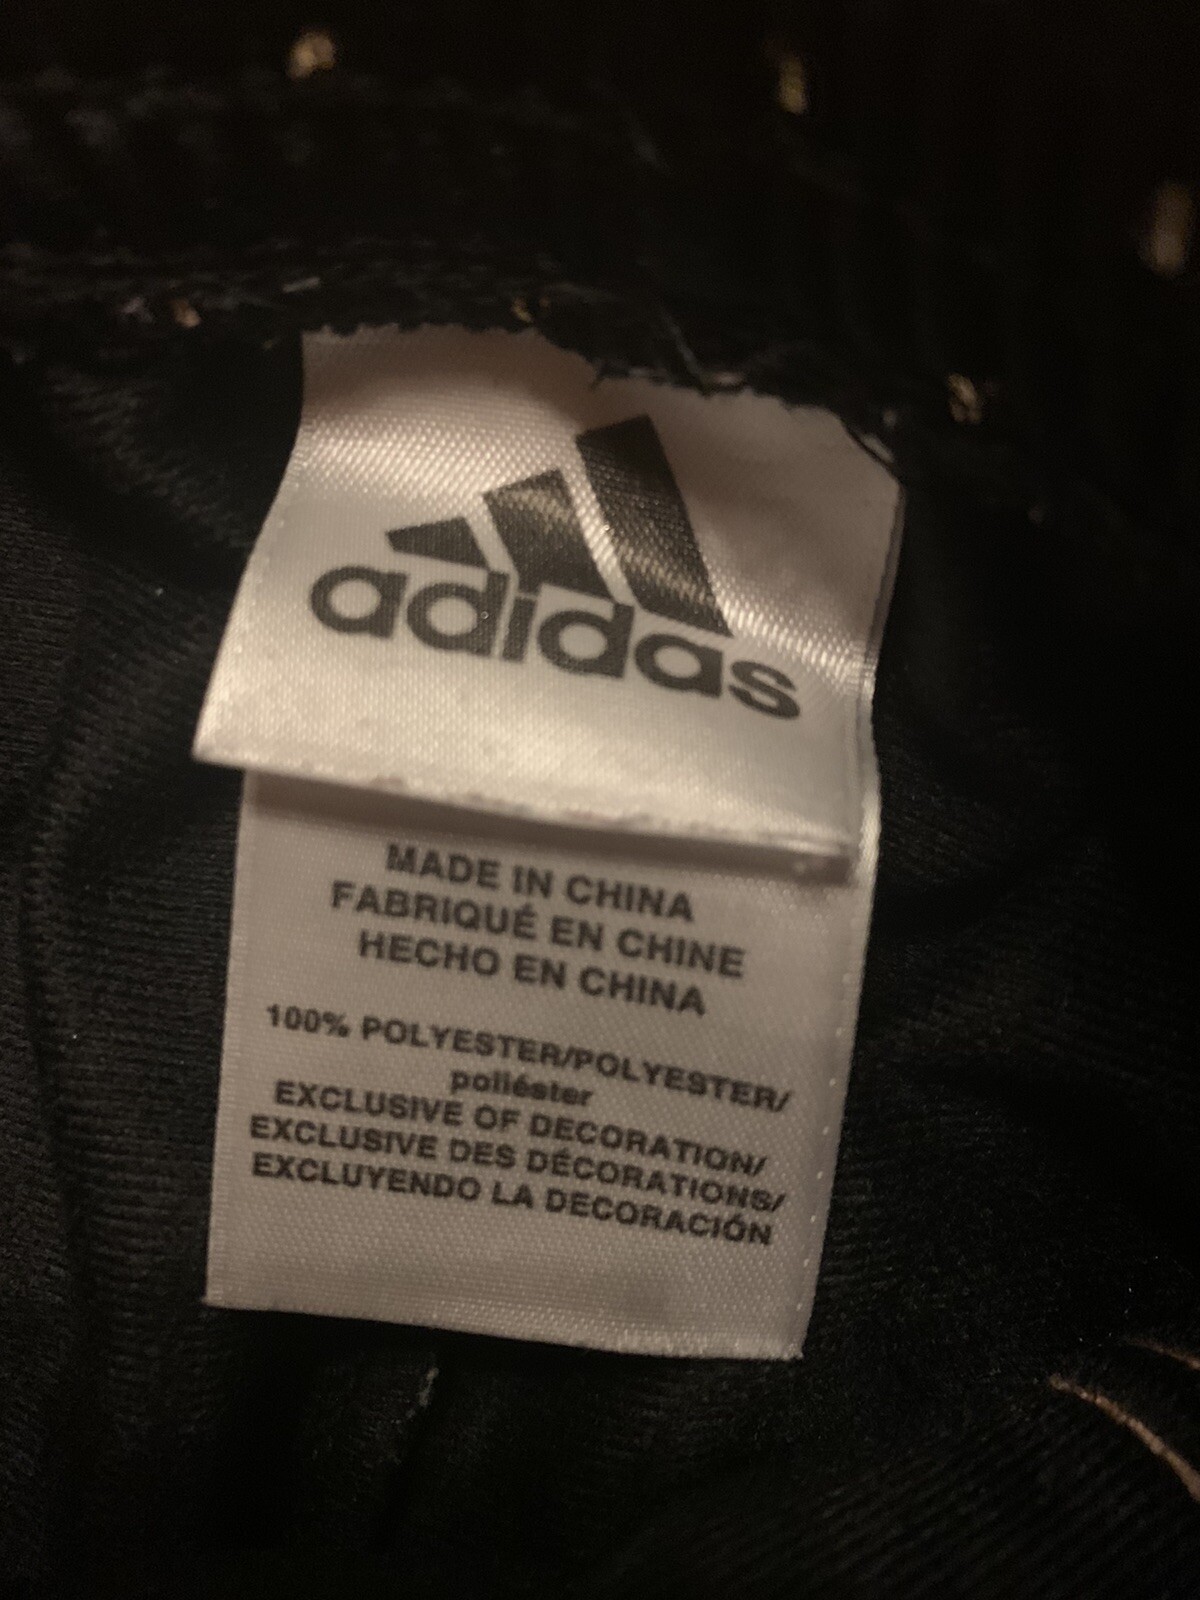 adidas
MADE IN CHINA
FABRIQUÉ EN CHINE
HECHO EN CHINA
100% POLYESTER/POLYESTER/
poliéster
EXCLUSIVE OF DECORATION/
EXCLUSIVE DES DÉCORATIONS/
EXCLUYENDO LA DECORACIÓN